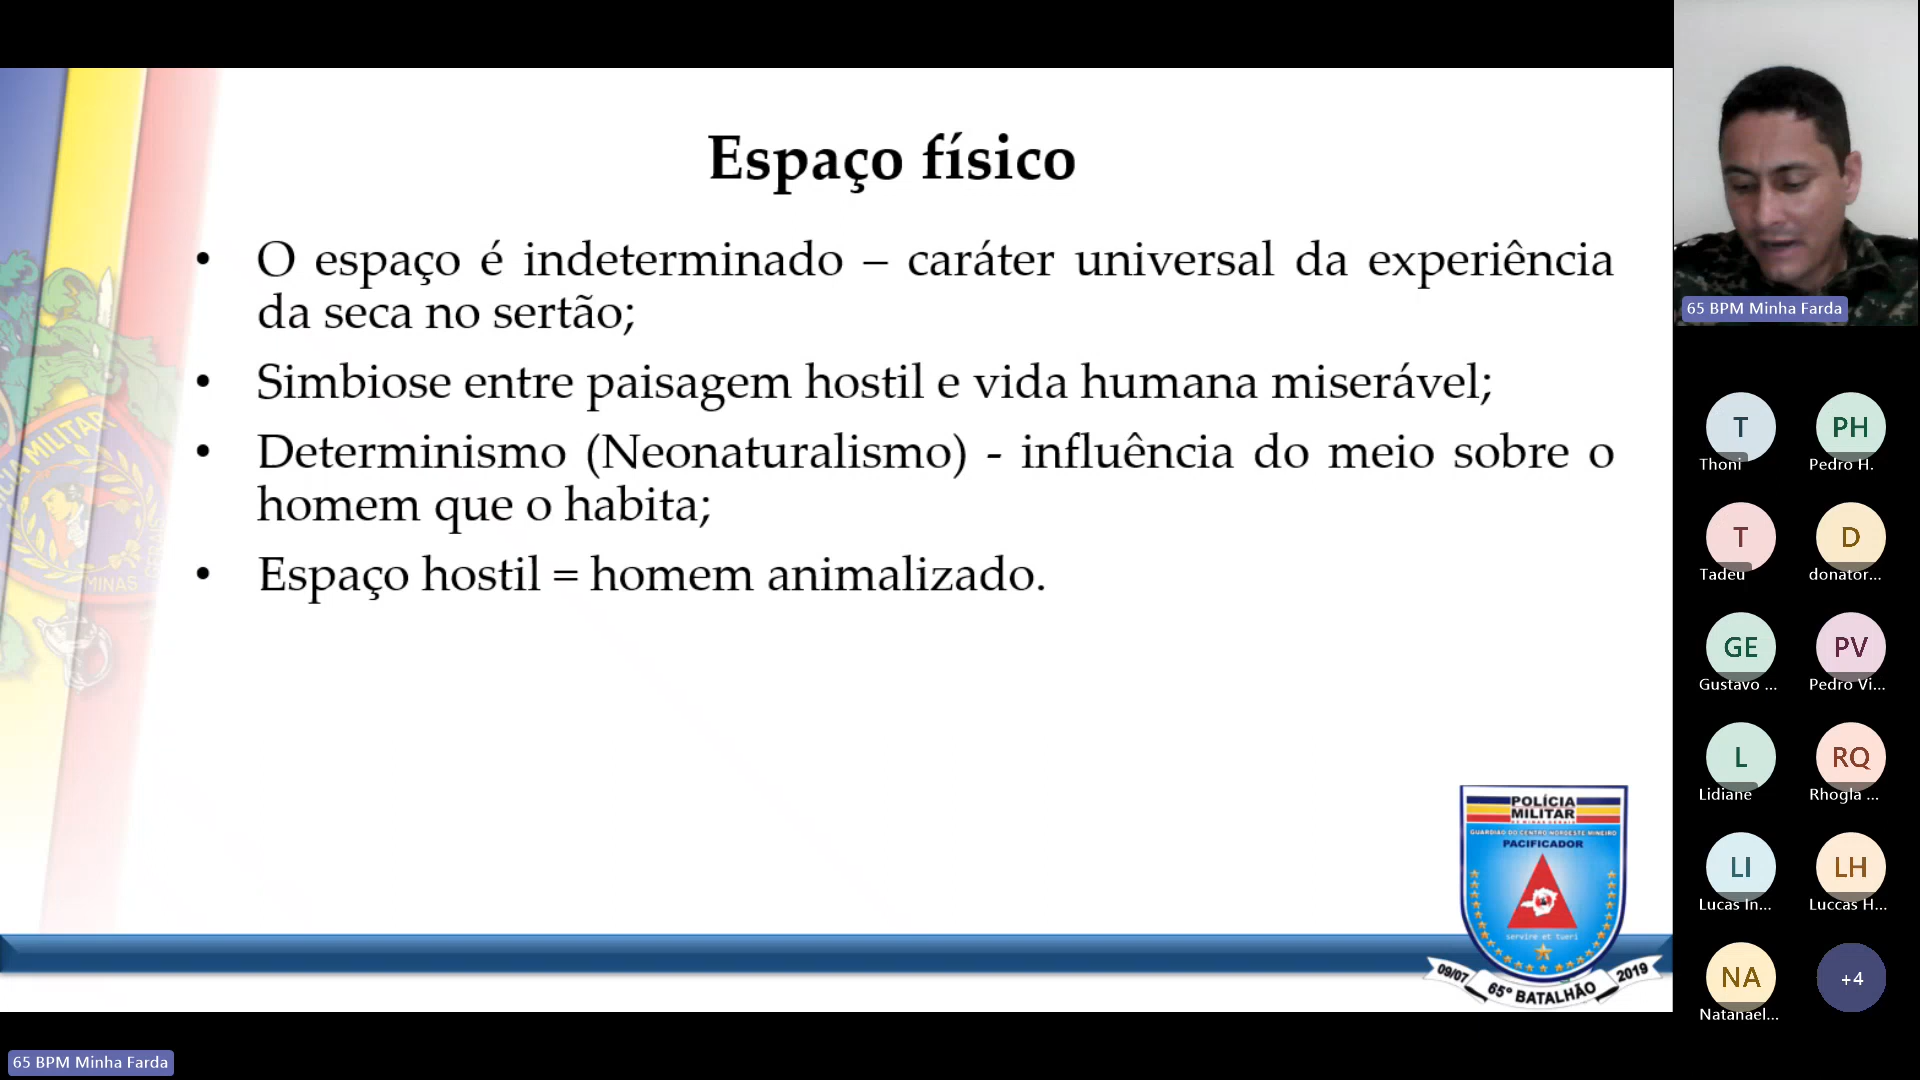 Espaço físico
• O espaço é indeterminado – caráter universal da experiência
da seca no sertão;
• Simbiose entre paisagem hostil e vida humana miserável;
• Determinismo (Neonaturalismo) - influência do meio sobre o
homem que o habita;
• Espaço hostil = homem animalizado.
MILITAR
MINAS
GERAIS
POLÍCIA
MILITAR
DE MINAS GERAIS
GUARDIÃO DO CENTRO NORDESTE MINEIRO
PACIFICADOR
servire et tueri
09/07
65º BATALHÃO
2019
65 BPM Minha Farda
T
Thoni
PH
Pedro H.
T
Tadeu
D
donator...
GE
Gustavo ...
PV
Pedro Vi...
L
Lidiane
RQ
Rhogla ...
LI
Lucas In...
LH
Luccas H...
NA
Natanael...
+4
65 BPM Minha Farda